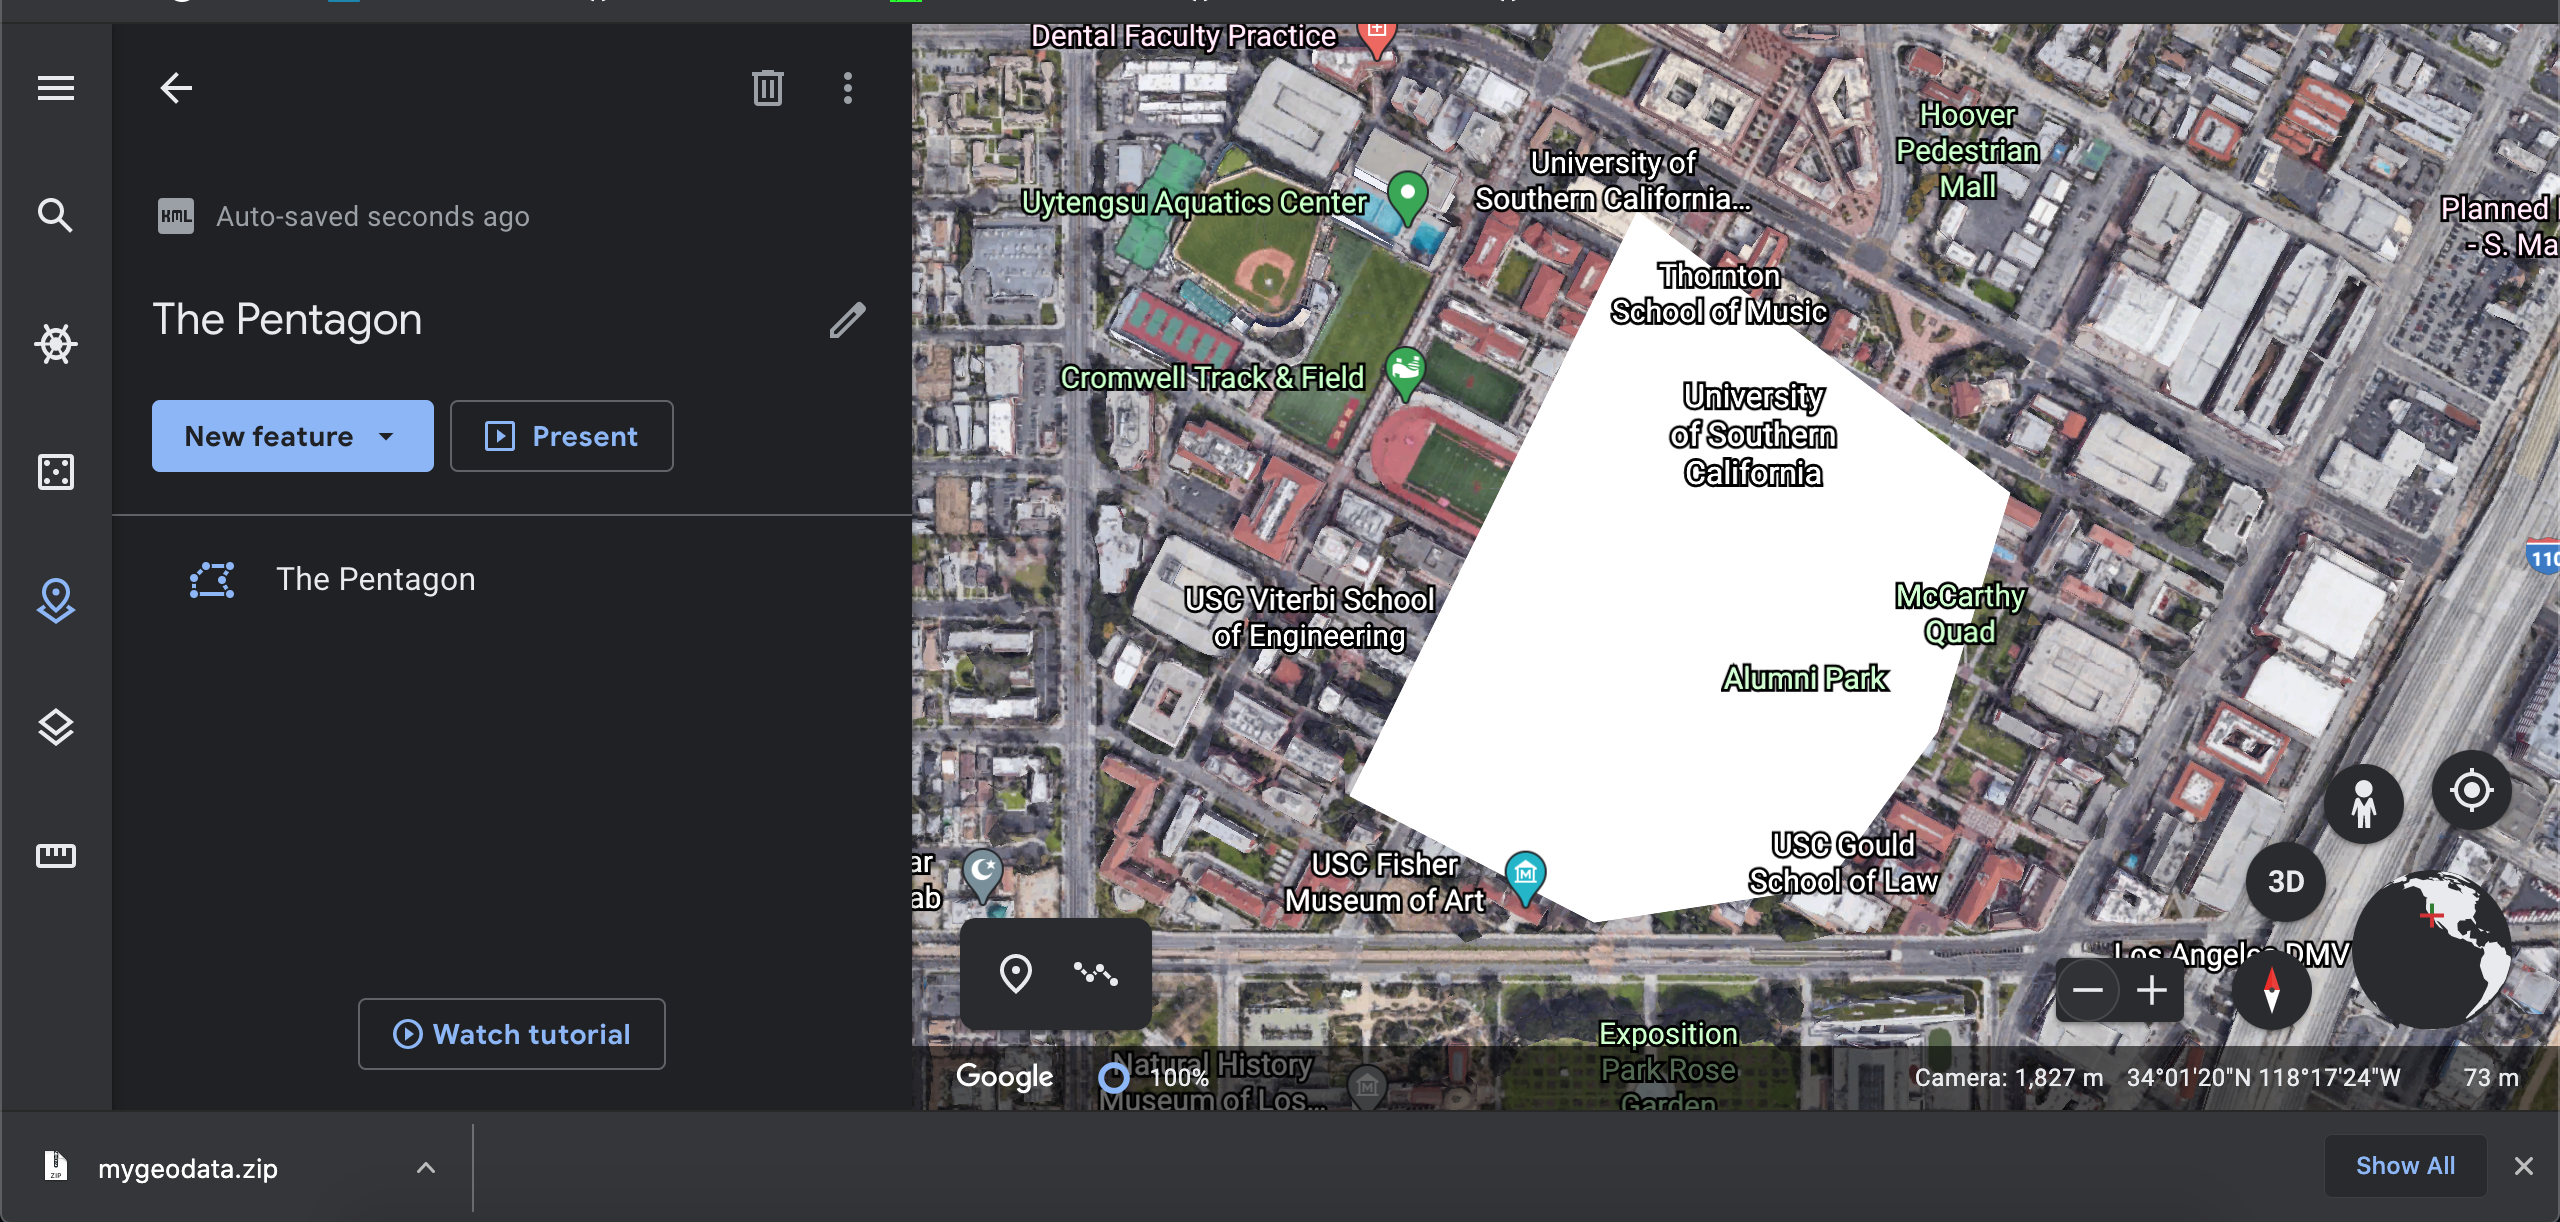 KML Auto-saved seconds ago
The Pentagon
New feature
Present
The Pentagon
Watch tutorial
Dental Faculty Practice
Uytengsu Aquatics Center
University of
Southern California...
Hoover
Pedestrian
Mall
Planned
- S. Ma
Thornton
School of Music
Cromwell Track & Field
University
of Southern
California
110
USC Viterbi School
of Engineering
McCarthy
Quad
Alumni Park
ar
ab
USC Fisher
Museum of Art
M
USC Gould
School of Law
3D
Los Angeles DMV
Exposition
Park Rose
Garden
Natural History
Museum of Los...
Google
100%
Camera: 1,827 m 34°01'20"N 118°17'24"W 73 m
ZIP
mygeodata.zip
Show All